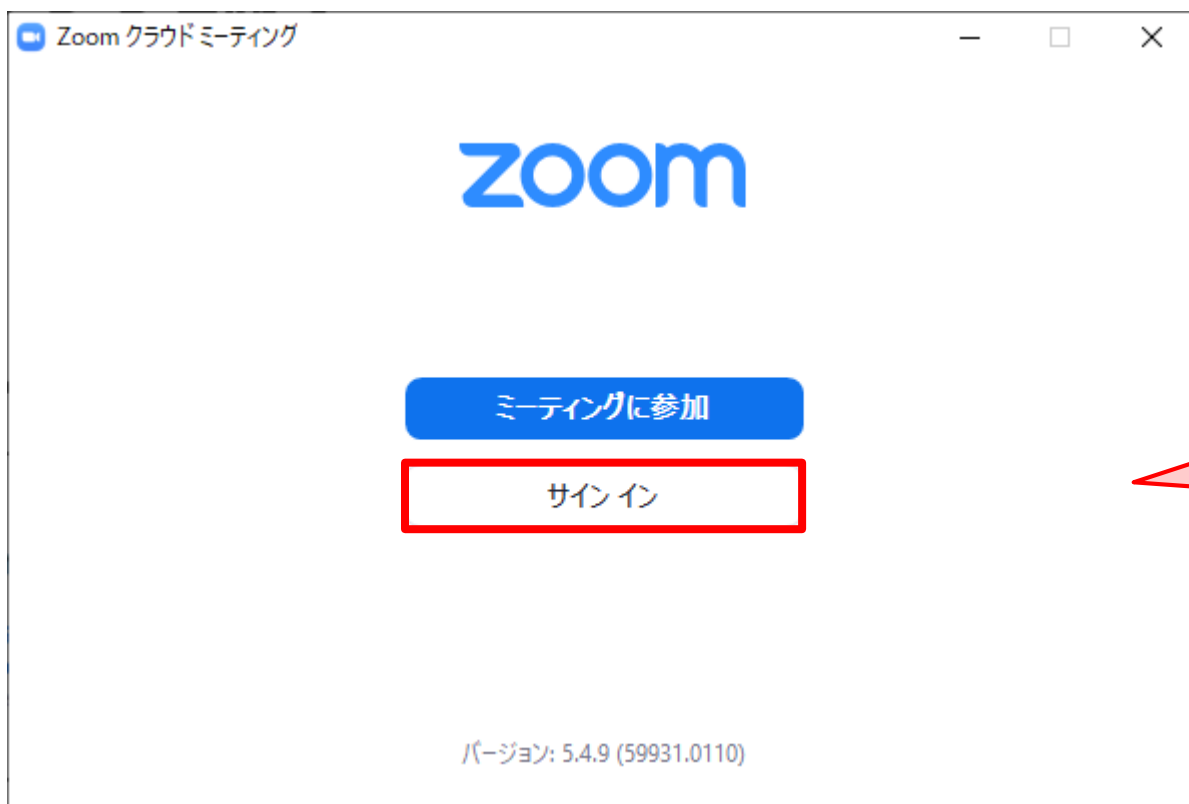 Zoom クラウド ミーティング
zoom
ミーティングに参加
サイン イン
バージョン: 5.4.9 (59931.0110)